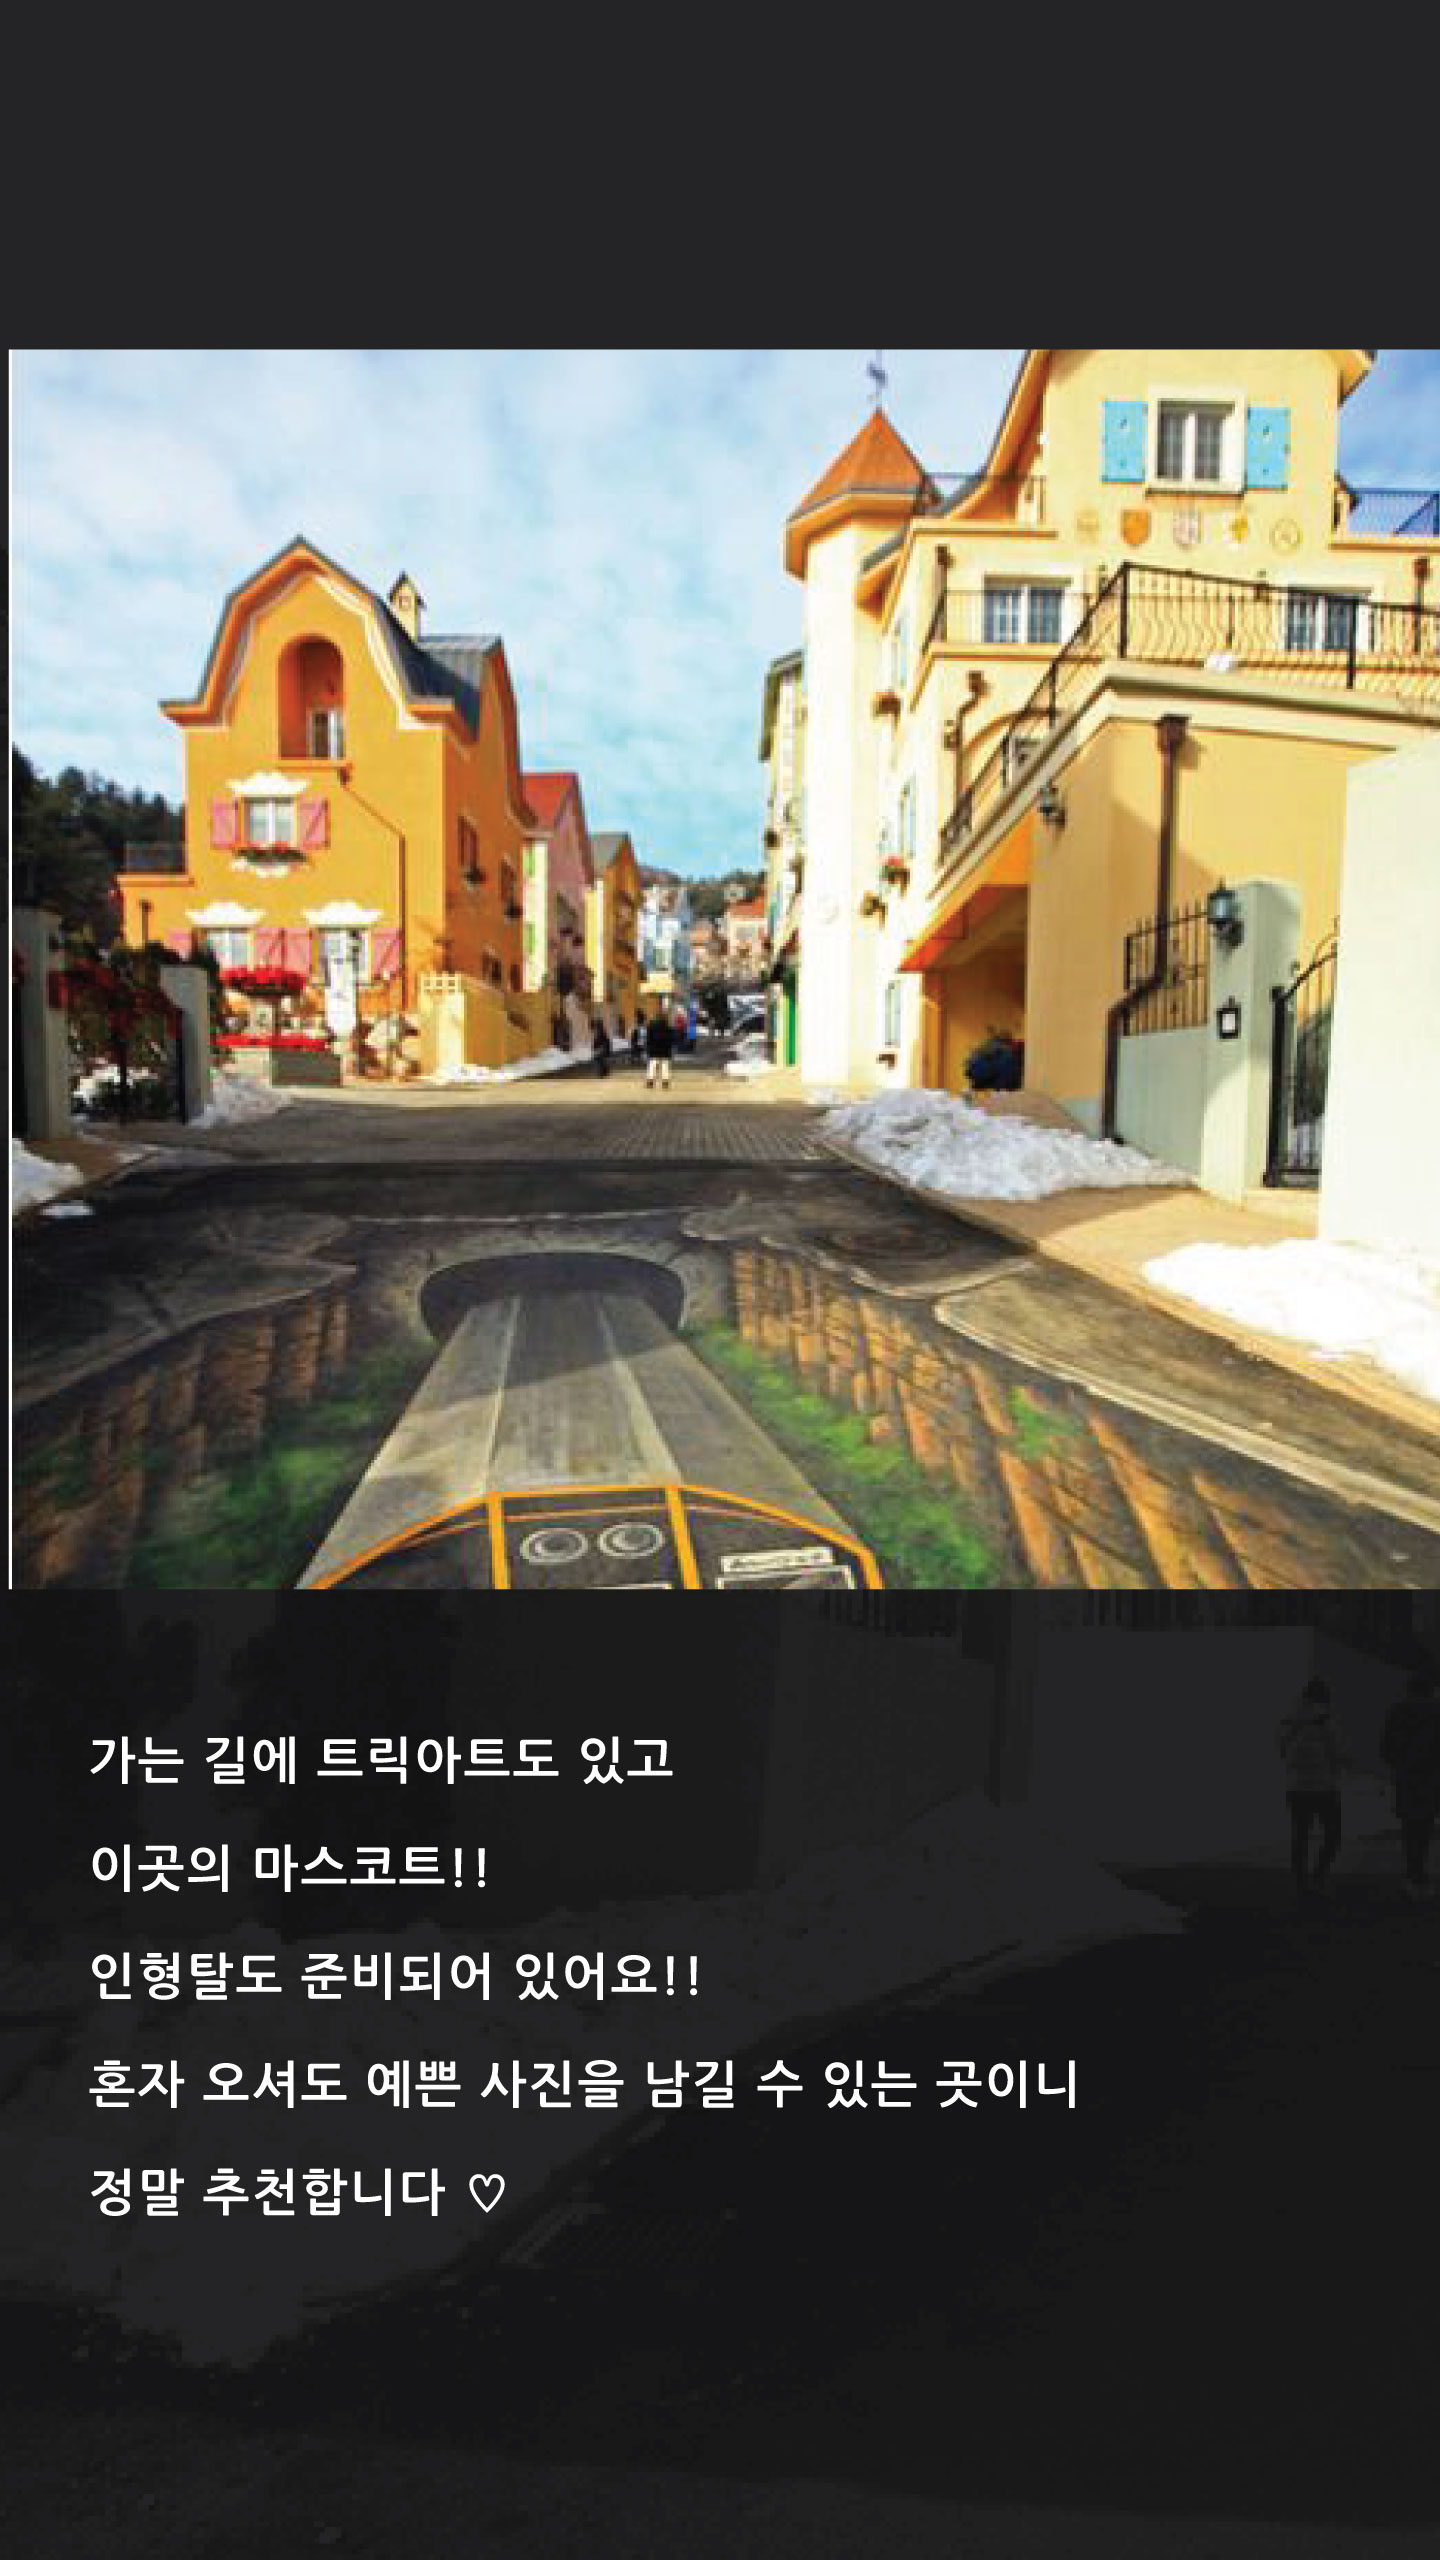 가는 길에 트릭아트도 있고
이곳의 마스코트!!
인형탈도 준비되어 있어요!!
혼자 오셔도 예쁜 사진을 남길 수 있는 곳이니
정말 추천합니다 ♡